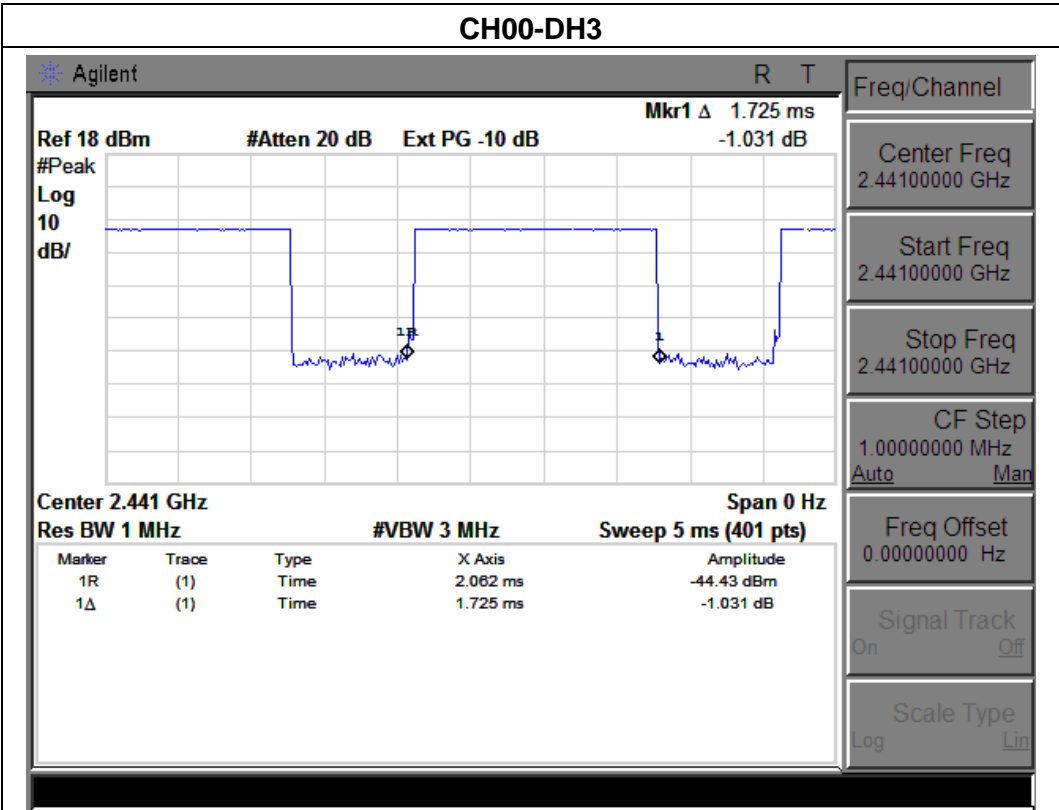 CH00-DH3
Agilent R T
Mkr1 Δ 1.725 ms
Ref 18 dBm #Atten 20 dB Ext PG -10 dB -1.031 dB
#Peak
Log
10
dB/
1R
1
Center 2.441 GHz Span 0 Hz
Res BW 1 MHz #VBW 3 MHz Sweep 5 ms (401 pts)
Marker Trace Type X Axis Amplitude
1R (1) Time 2.062 ms -44.43 dBm
1Δ (1) Time 1.725 ms -1.031 dB
Freq/Channel
Center Freq
2.44100000 GHz
Start Freq
2.44100000 GHz
Stop Freq
2.44100000 GHz
CF Step
1.00000000 MHz
Auto Man
Freq Offset
0.00000000 Hz
Signal Track
On Off
Scale Type
Log Lin